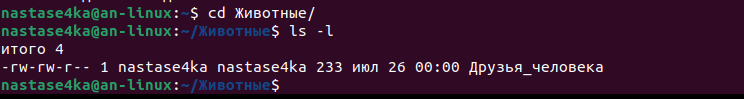 nastase4ka@an-linux:~$ cd Животные/
nastase4ka@an-linux:~/Животные$ ls -l
итого 4
-rw-rw-r-- 1 nastase4ka nastase4ka 233 июл 26 00:00 Друзья_человека
nastase4ka@an-linux:~/Животные$